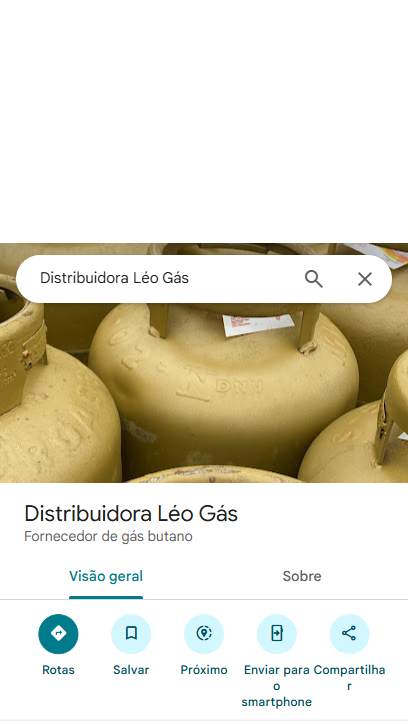 Distribuidora Léo Gás
Distribuidora Léo Gás
Fornecedor de gás butano
Visão geral
Sobre
Rotas
Salvar
Próximo
Enviar para
o
smartphone
Compartilha
r